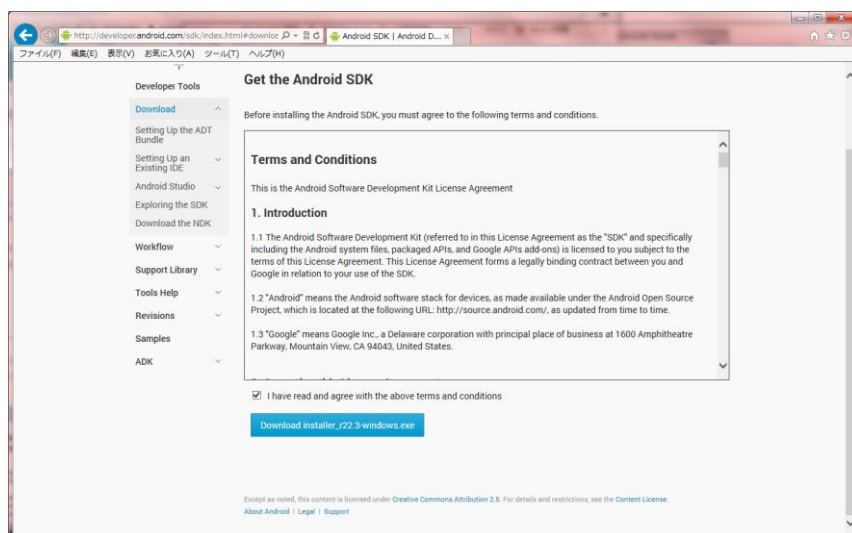 http://developer.android.com/sdk/index.html#downloa
Android SDK | Android D...
ファイル(F) 編集(E) 表示(V) お気に入り(A) ツール(T) ヘルプ(H)
Developer Tools
Download
Setting Up the ADT
Bundle
Setting Up an
Existing IDE
Android Studio
Exploring the SDK
Download the NDK
Workflow
Support Library
Tools Help
Revisions
Samples
ADK
Get the Android SDK
Before installing the Android SDK, you must agree to the following terms and conditions.
Terms and Conditions
This is the Android Software Development Kit License Agreement
1. Introduction
1.1 The Android Software Development Kit (referred to in this License Agreement as the "SDK" and specifically
including the Android system files, packaged APIs, and Google APIs add-ons) is licensed to you subject to the
terms of this License Agreement. This License Agreement forms a legally binding contract between you and
Google in relation to your use of the SDK.
1.2 "Android" means the Android software stack for devices, as made available under the Android Open Source
Project, which is located at the following URL: http://source.android.com/, as updated from time to time.
1.3 "Google" means Google Inc., a Delaware corporation with principal place of business at 1600 Amphitheatre
Parkway, Mountain View, CA 94043, United States.
I have read and agree with the above terms and conditions
Download installer_r22.3-windows.exe
Except as noted, this content is licensed under Creative Commons Attribution 2.5. For details and restrictions, see the Content License.
About Android | Legal | Support